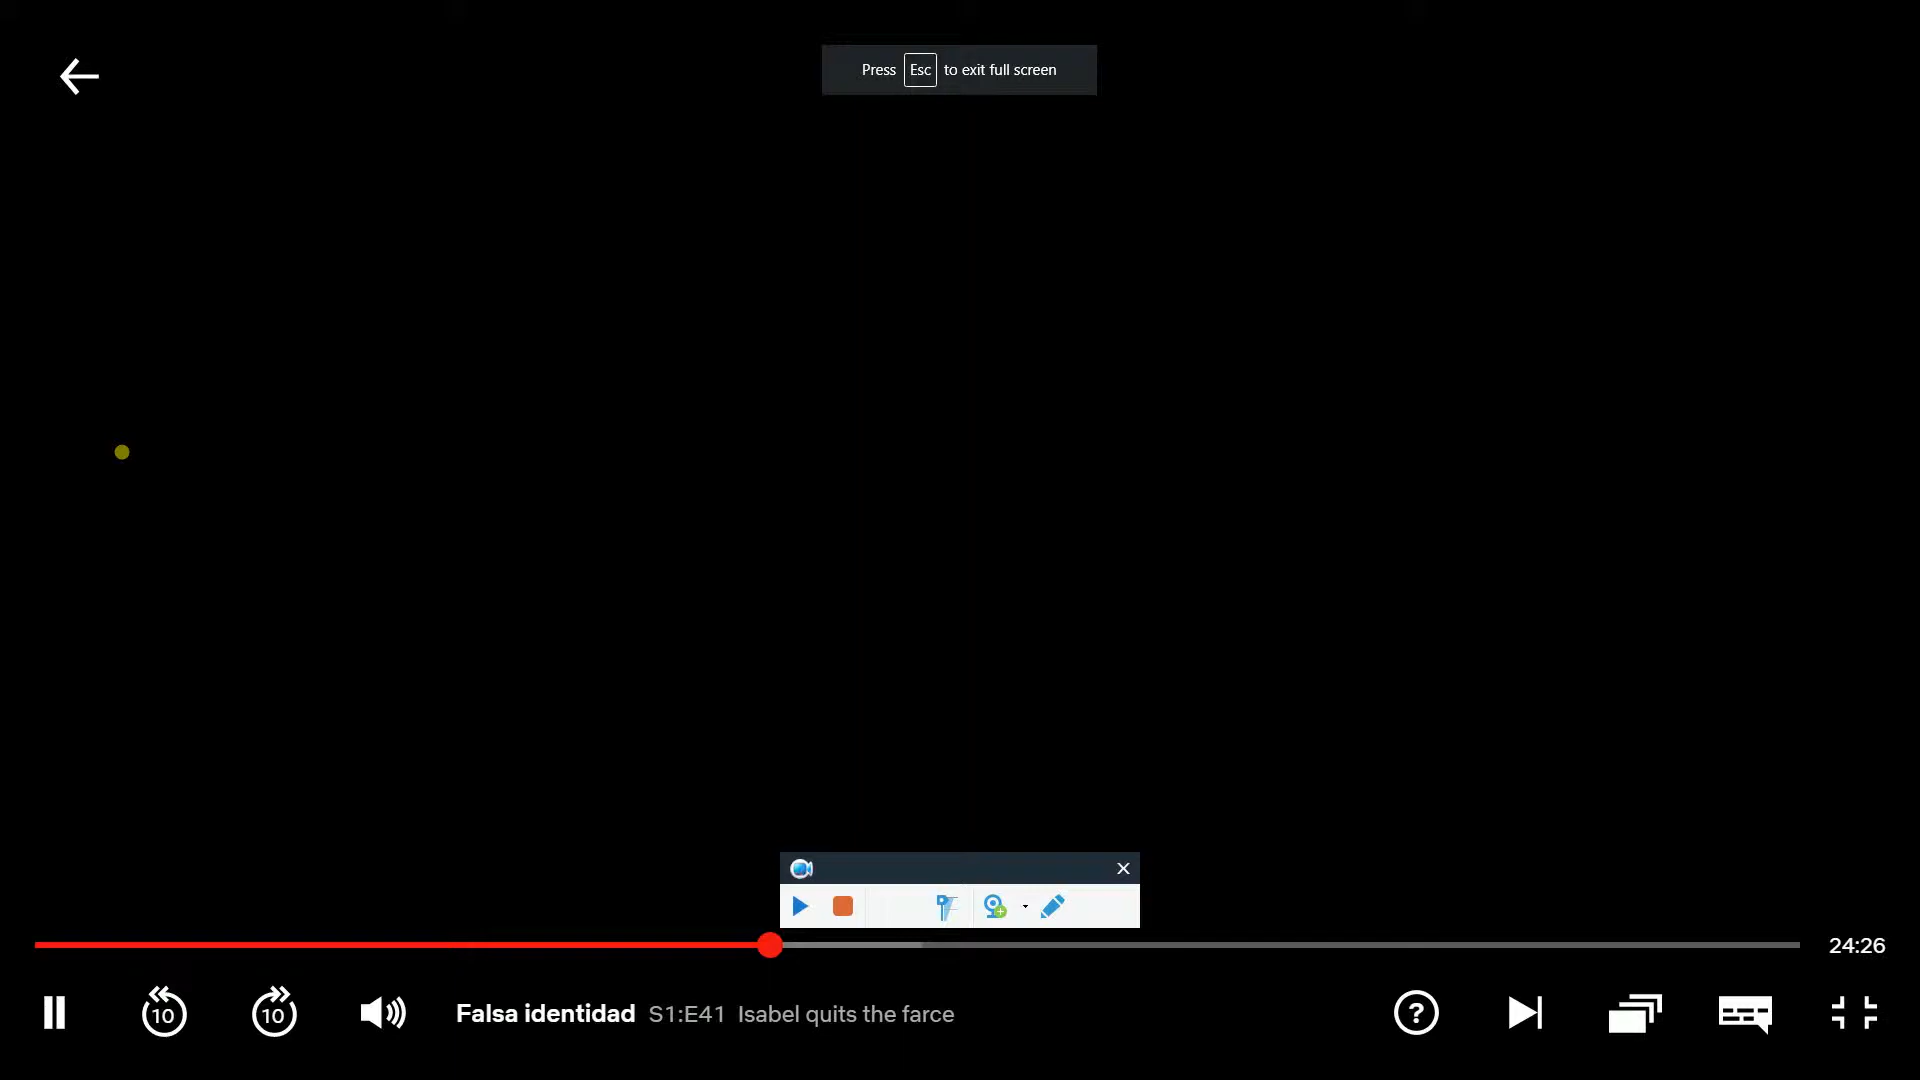 Press Esc to exit full screen
24:26
10
10
Falsa identidad S1:E41 Isabel quits the farce
?